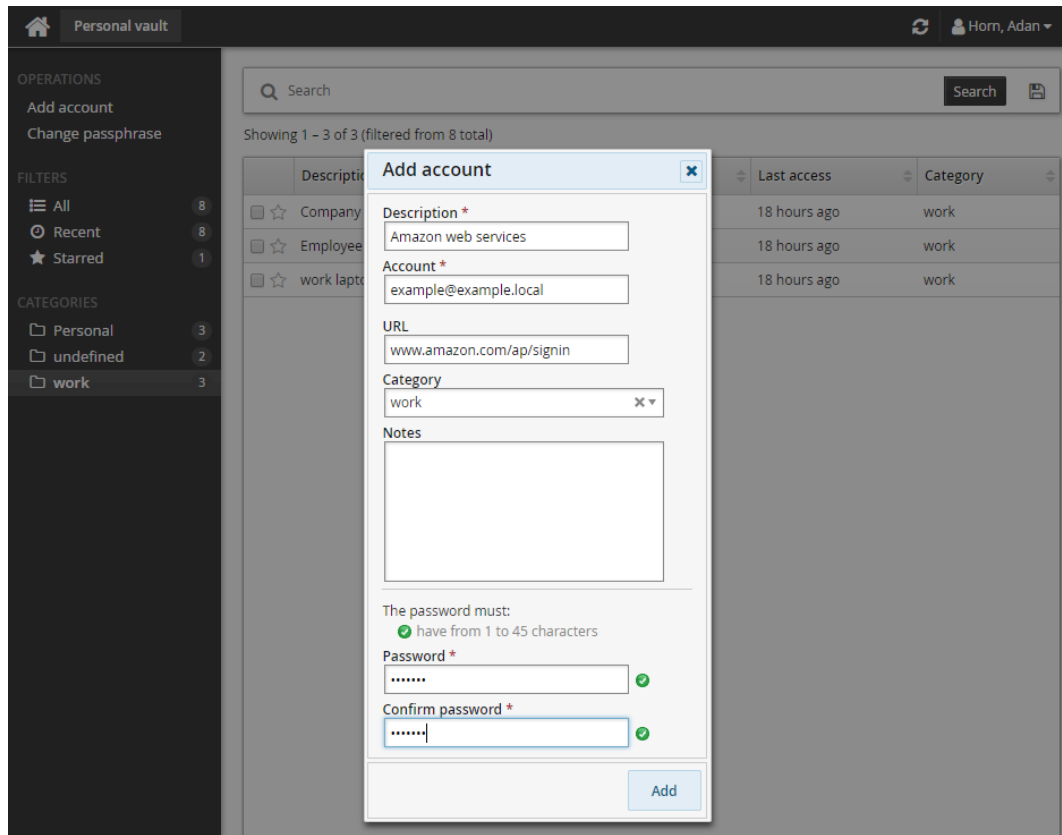 Personal vault
Horn, Adan
OPERATIONS
Add account
Change passphrase
FILTERS
All 8
Recent 8
Starred 1
CATEGORIES
Personal 3
undefined 2
work 3
Search Search
Showing 1 – 3 of 3 (filtered from 8 total)
Last access Category
Company 18 hours ago work
Employee 18 hours ago work
work 18 hours ago work
Add account
Description *
Amazon web services
Account *
example@example.local
URL
www.amazon.com/ap/signin
Category
work
Notes
The password must:
have from 1 to 45 characters
Password *
•••••••
Confirm password *
•••••••
Add